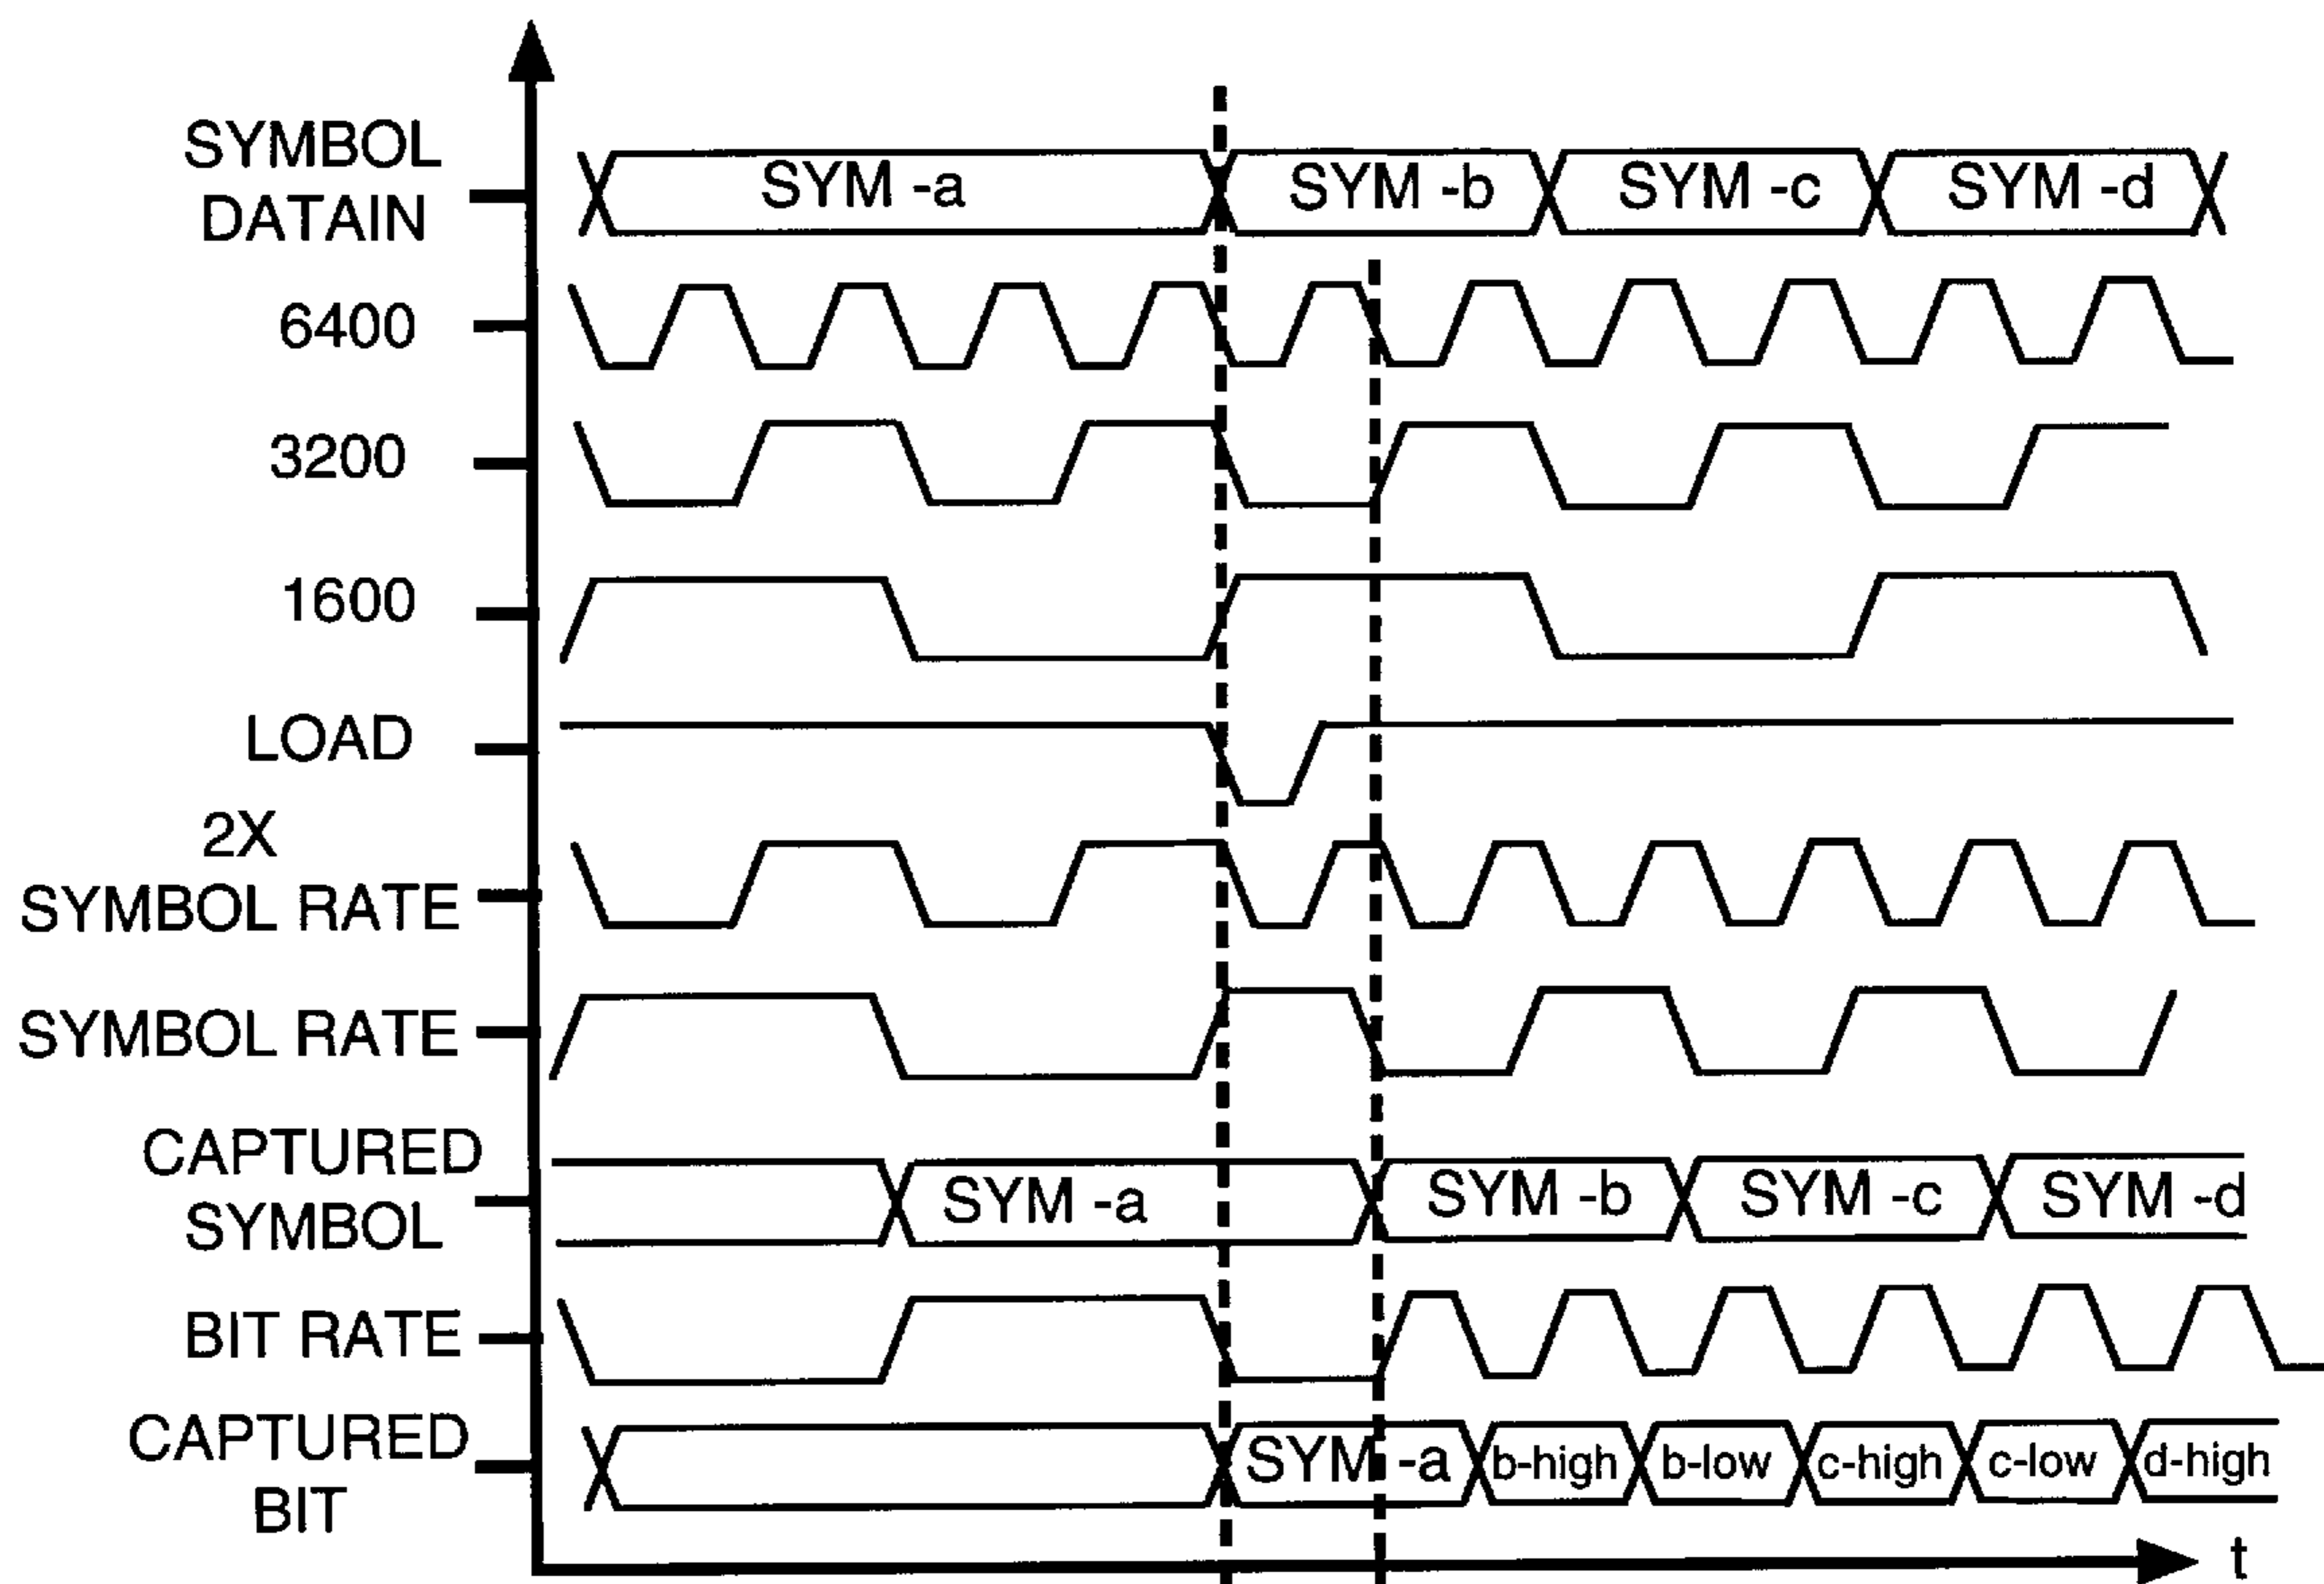 SYMBOL
DATAIN
SYM -a SYM -b SYM -c SYM -d
6400
3200
1600
LOAD
2X
SYMBOL RATE
SYMBOL RATE
CAPTURED
SYMBOL
SYM -a SYM -b SYM -c SYM -d
BIT RATE
CAPTURED
BIT
SYM -a b-high b-low c-high c-low d-high
t